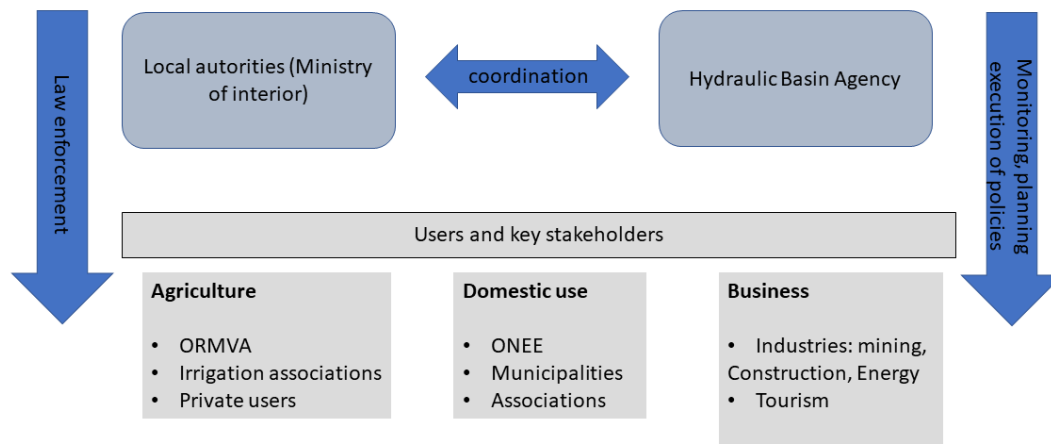 Law enforcement
Local autorities (Ministry
of interior)
coordination
Hydraulic Basin Agency
Monitoring, planning
execution of policies
Users and key stakeholders
Agriculture
• ORMVA
• Irrigation associations
• Private users
Domestic use
• ONEE
• Municipalities
• Associations
Business
• Industries: mining,
Construction, Energy
• Tourism